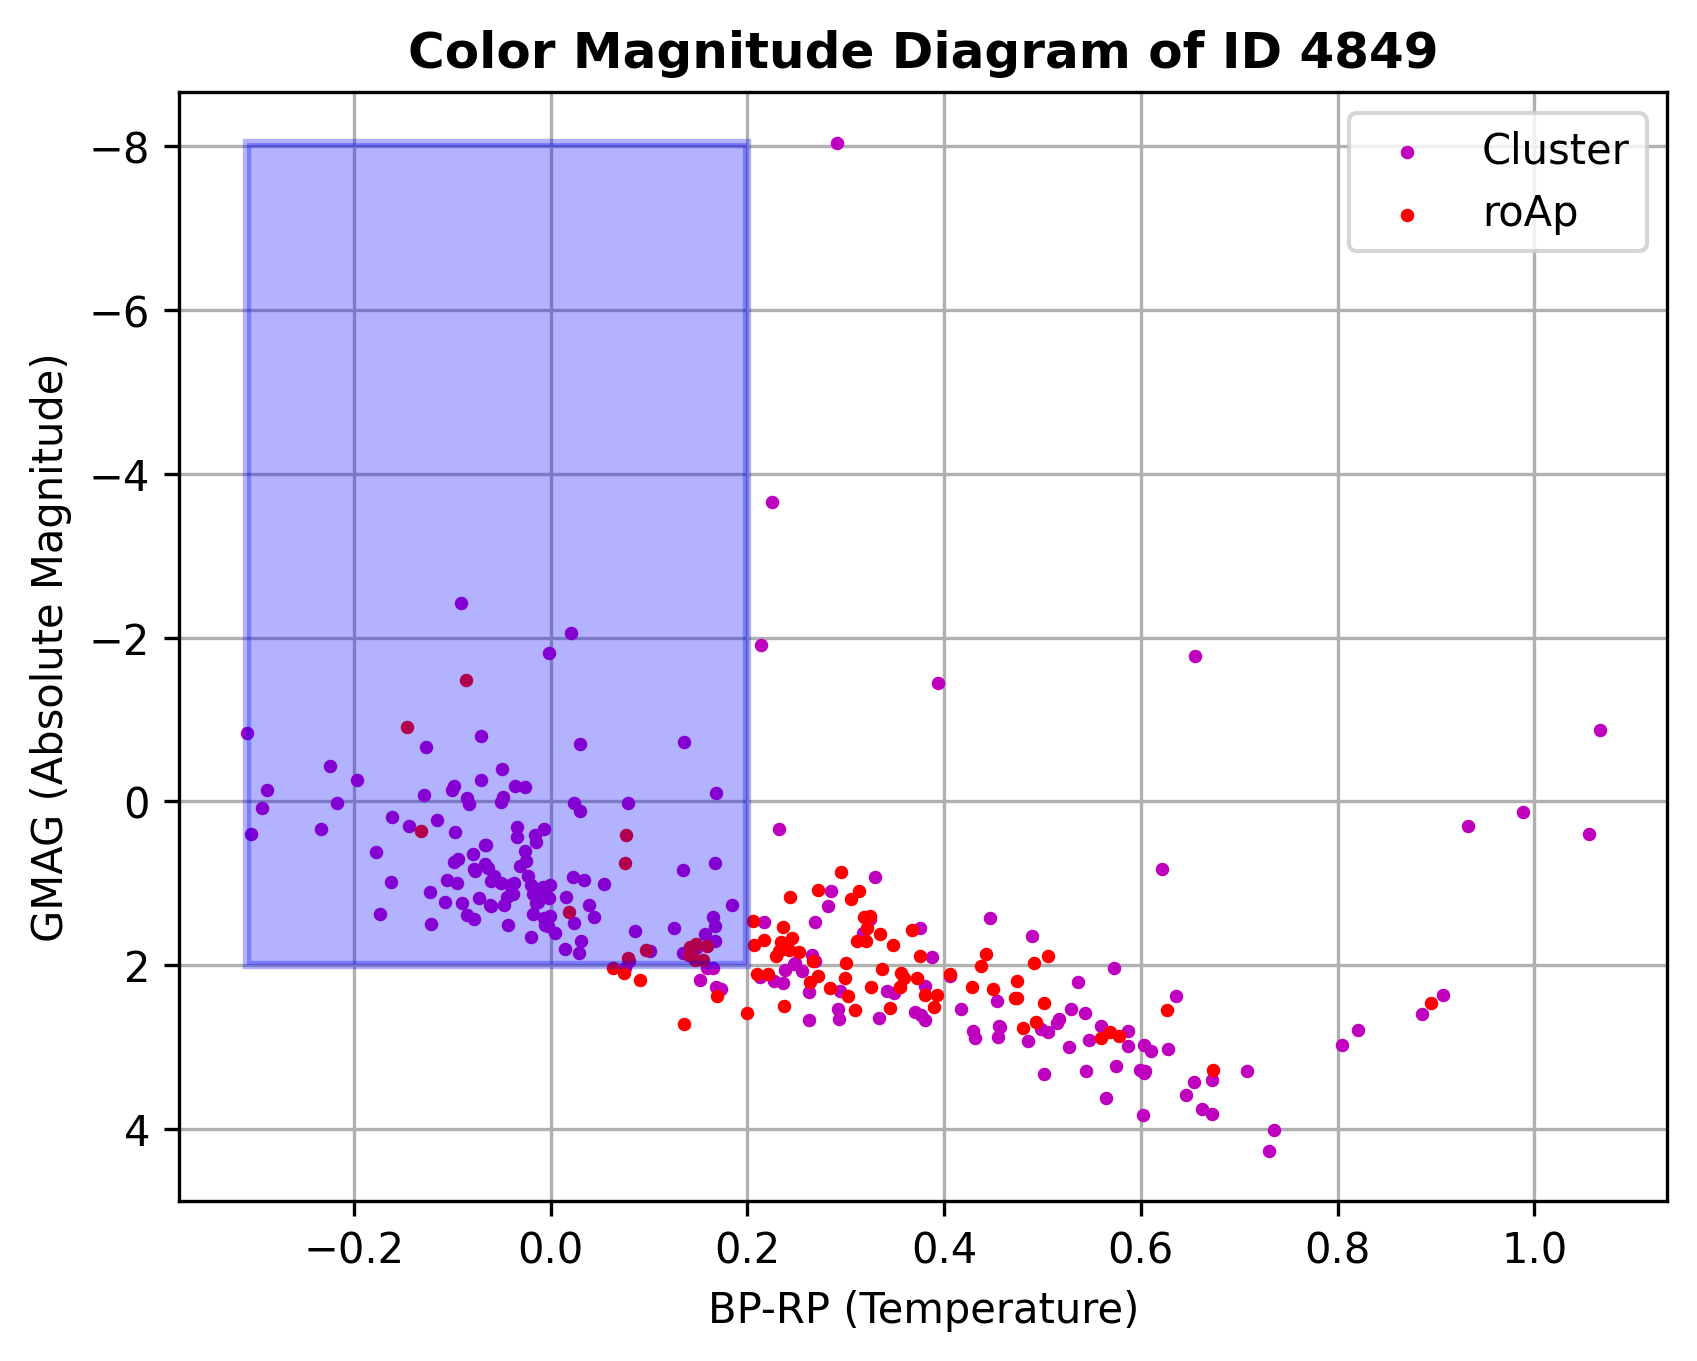 Color Magnitude Diagram of ID 4849
Cluster
roAp
GMAG (Absolute Magnitude)
−8
−6
−4
−2
0
2
4
−0.2 0.0 0.2 0.4 0.6 0.8 1.0
BP-RP (Temperature)